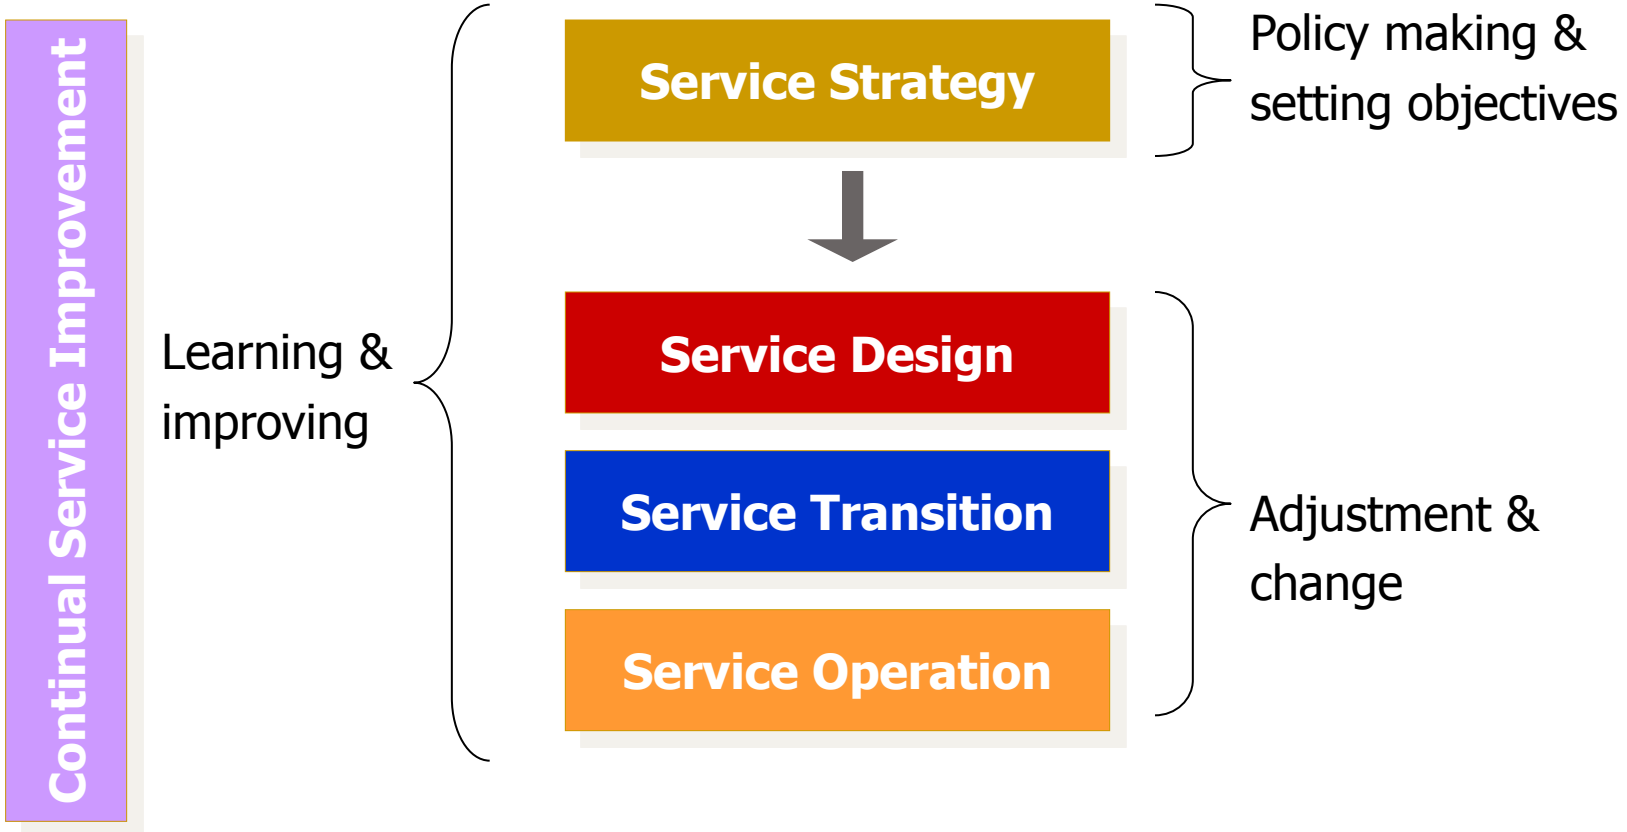 Continual Service Improvement
Learning &
improving
Service Strategy
Policy making &
setting objectives
Service Design
Service Transition
Service Operation
Adjustment &
change